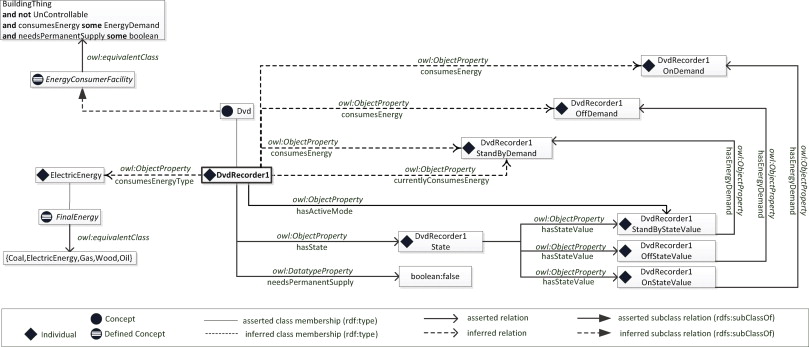 BuildingThing
and not UnControllable
and consumesEnergy some EnergyDemand
and needsPermanentSupply some boolean
owl:equivalentClass
EnergyConsumerFacility
Dvd
ElectricEnergy
owl:ObjectProperty
consumesEnergyType
DvdRecorder1
FinalEnergy
owl:equivalentClass
{Coal,ElectricEnergy,Gas,Wood,Oil}
owl:ObjectProperty
consumesEnergy
DvdRecorder1
OnDemand
owl:ObjectProperty
consumesEnergy
DvdRecorder1
OffDemand
owl:ObjectProperty
consumesEnergy
DvdRecorder1
StandByDemand
owl:ObjectProperty
currentlyConsumesEnergy
owl:ObjectProperty
hasActiveMode
owl:ObjectProperty
hasState
DvdRecorder1
State
owl:ObjectProperty
hasStateValue
DvdRecorder1
StandByStateValue
owl:ObjectProperty
hasStateValue
DvdRecorder1
OffStateValue
owl:ObjectProperty
hasStateValue
DvdRecorder1
OnStateValue
owl:DatatypeProperty
needsPermanentSupply
boolean:false
owl:ObjectProperty
hasEnergyDemand
owl:ObjectProperty
hasEnergyDemand
owl:ObjectProperty
hasEnergyDemand
Individual
Concept
Defined Concept
asserted class membership (rdf:type)
inferred class membership (rdf:type)
asserted relation
inferred relation
asserted subclass relation (rdfs:subClassOf)
inferred subclass relation (rdfs:subClassOf)